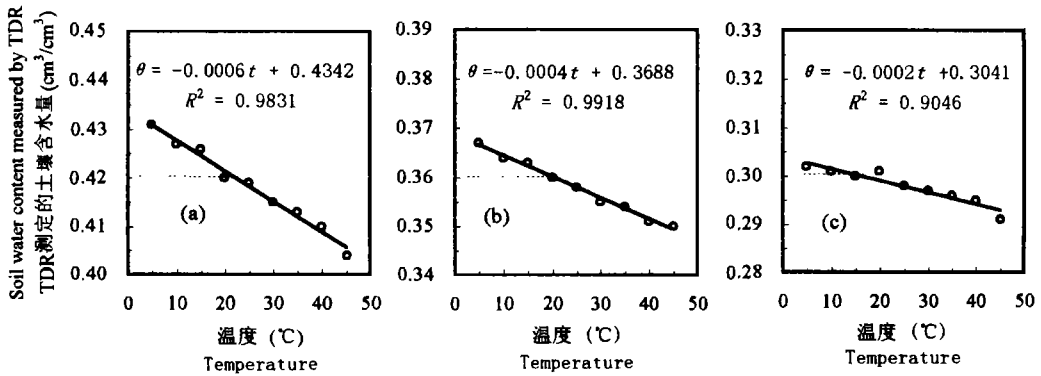 Soil water content measured by TDR
TDR测定的土壤含水量(cm³/cm³)
0.45
0.44
0.43
0.42
0.41
0.40
θ = -0.0006t + 0.4342
R² = 0.9831
(a)
0 10 20 30 40 50
温度 (℃)
Temperature
0.39
0.38
0.37
0.36
0.35
0.34
θ=-0.0004t + 0.3688
R² = 0.9918
(b)
0 10 20 30 40 50
温度 (℃)
Temperature
0.33
0.32
0.31
0.30
0.29
0.28
θ = -0.0002t +0.3041
R² = 0.9046
(c)
0 10 20 30 40 50
温度 (℃)
Temperature